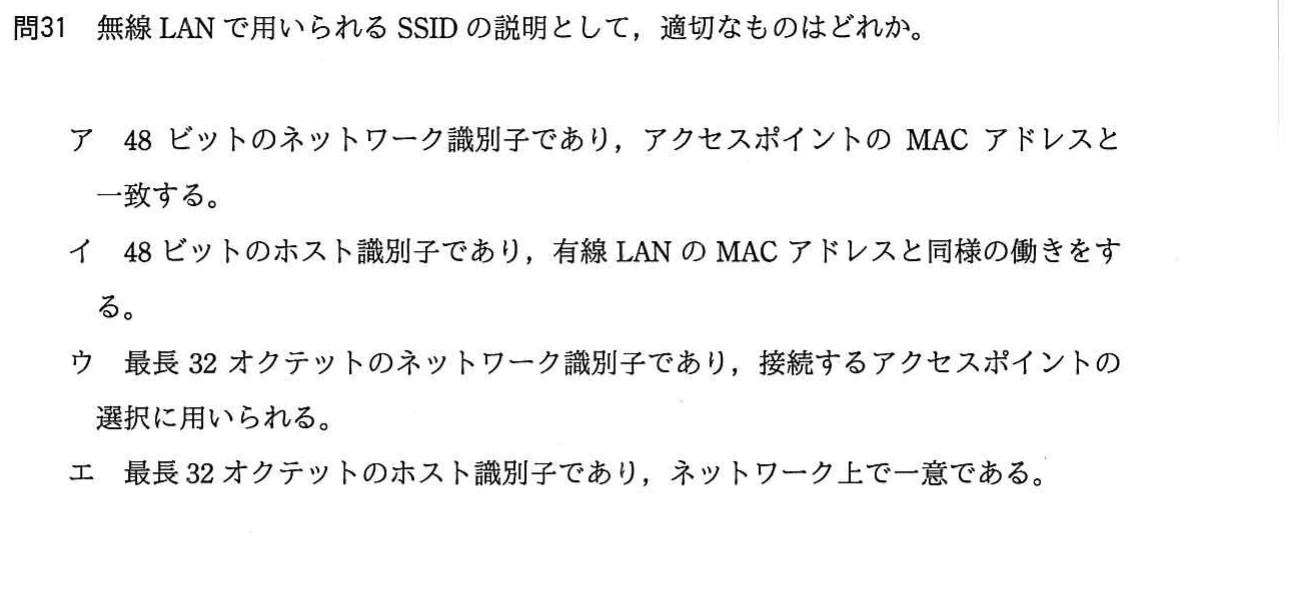 問31 無線 LAN で用いられる SSID の説明として，適切なものはどれか。
ア 48 ビットのネットワーク識別子であり，アクセスポイントの MAC アドレスと
一致する。
イ 48 ビットのホスト識別子であり，有線 LAN の MAC アドレスと同様の働きをす
る。
ウ 最長 32 オクテットのネットワーク識別子であり，接続するアクセスポイントの
選択に用いられる。
エ 最長 32 オクテットのホスト識別子であり，ネットワーク上で一意である。